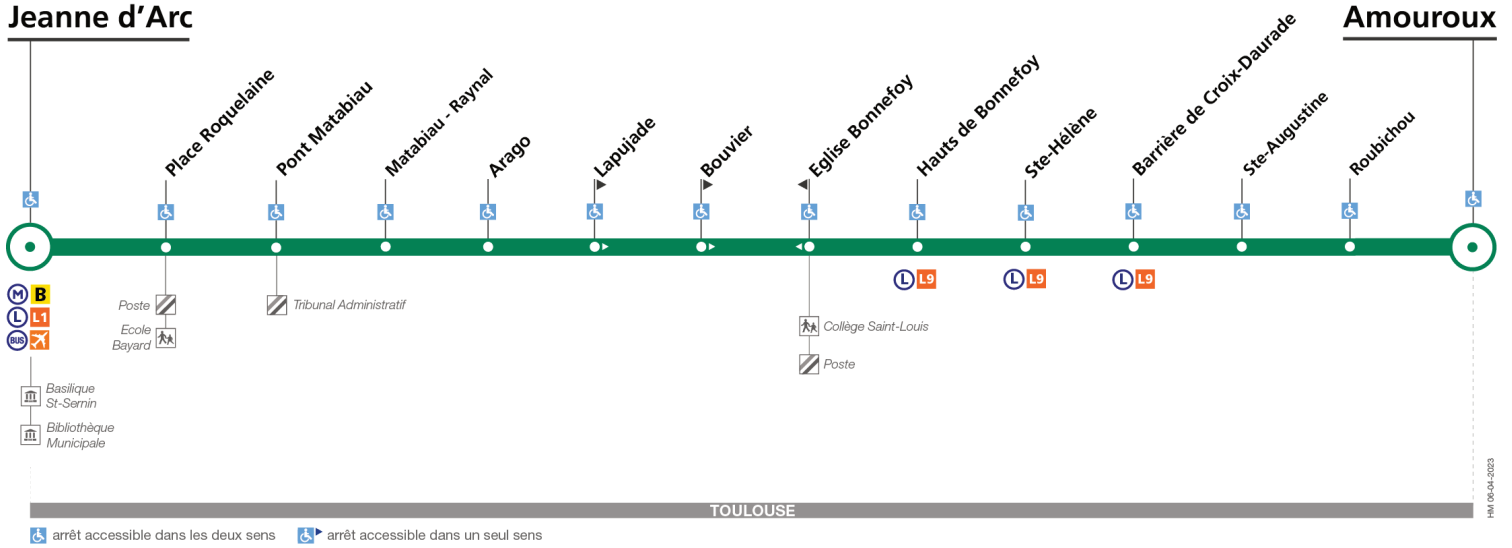 Jeanne d'Arc
Amouroux
Place Roquelaine
Pont Matabiau
Matabiau - Raynal
Arago
Lapujade
Bouvier
Eglise Bonnefoy
Hauts de Bonnefoy
Ste-Hélène
Barrière de Croix-Daurade
Ste-Augustine
Roubichou
M B
L L1
BUS
Basilique
St-Sernin
Bibliothèque
Municipale
Poste
Ecole
Bayard
Tribunal Administratif
Collège Saint-Louis
Poste
L L9
L L9
L L9
TOULOUSE
arrêt accessible dans les deux sens
arrêt accessible dans un seul sens
HM 06-04-2023